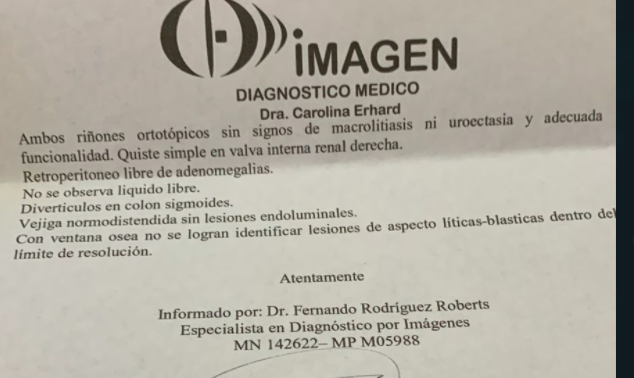 iMAGEN
DIAGNOSTICO MEDICO
Dra. Carolina Erhard
Ambos riñones ortotópicos sin signos de macrolitiasis ni uroectasia y adecuada
funcionalidad. Quiste simple en valva interna renal derecha.
Retroperitoneo libre de adenomegalias.
No se observa liquido libre.
Diverticulos en colon sigmoides.
Vejiga normodistendida sin lesiones endoluminales.
Con ventana osea no se logran identificar lesiones de aspecto líticas-blasticas dentro del
límite de resolución.
Atentamente
Informado por: Dr. Fernando Rodríguez Roberts
Especialista en Diagnóstico por Imágenes
MN 142622– MP M05988